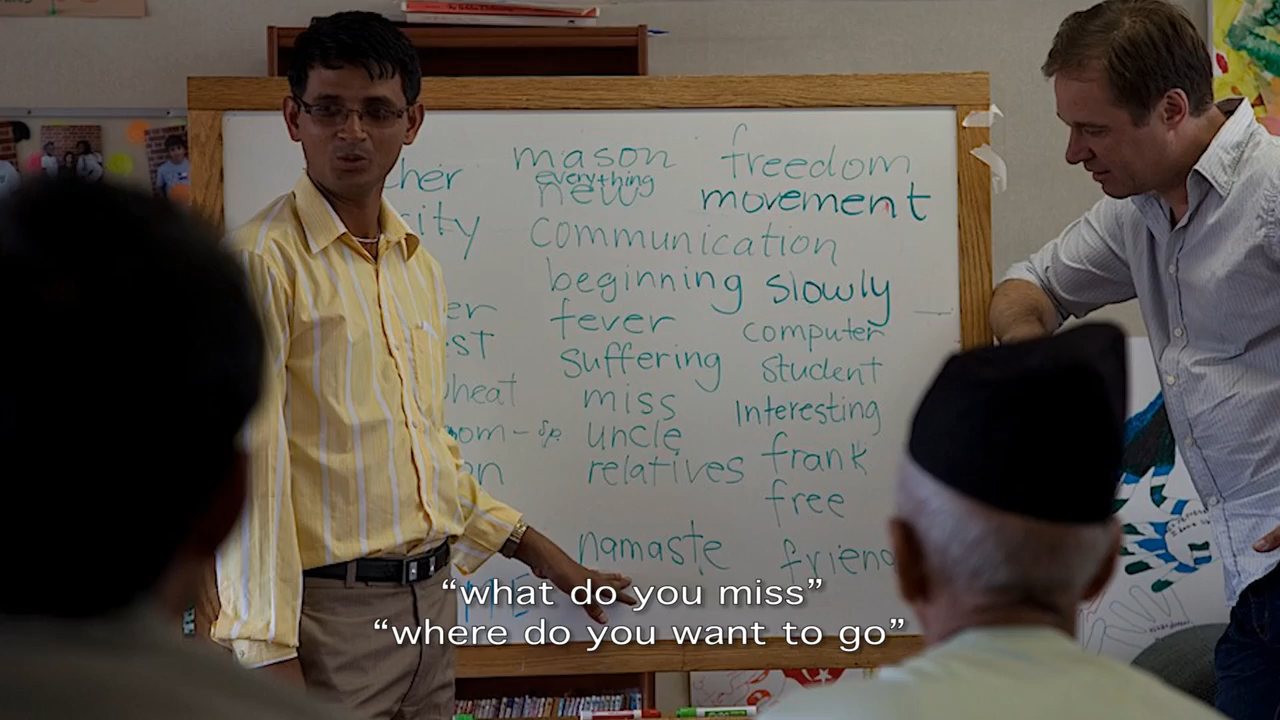 mason freedom
everything
new movement
communication
beginning slowly
fever computer
suffering student
miss Interesting
uncle frank
relatives free
namaste
“what do you miss”
“where do you want to go”